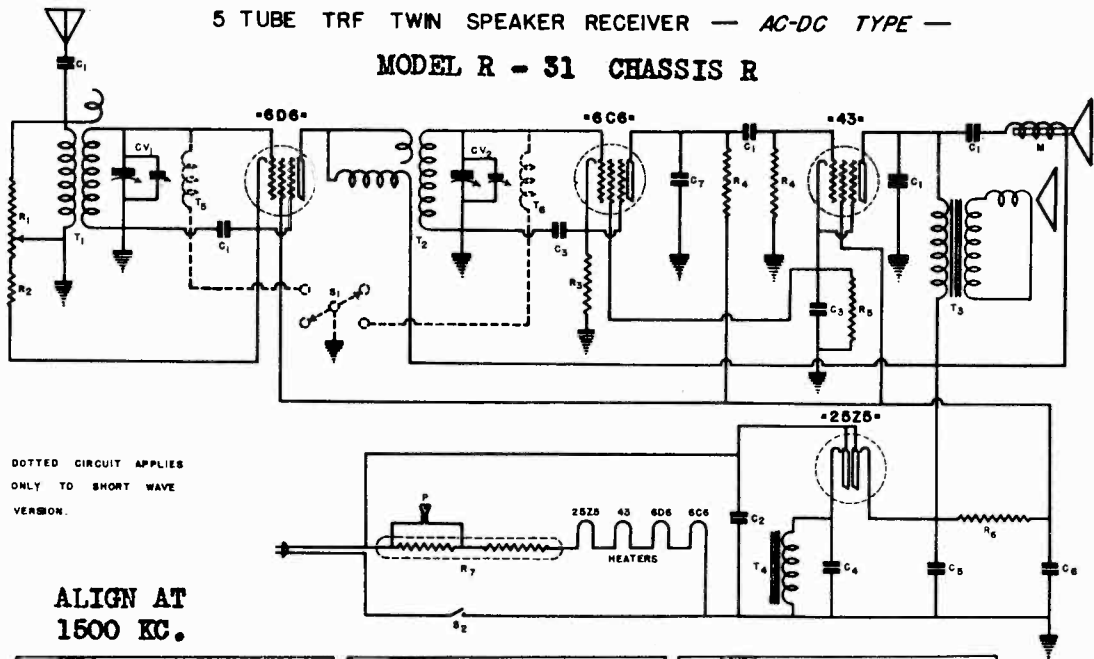 5 TUBE TRF TWIN SPEAKER RECEIVER — AC-DC TYPE —
MODEL R - 31 CHASSIS R
C1
"6D6"
"6C6"
"43"
CV1
T5
CV2
T6
C7
R4
C1
R4
C1
C1
M
R1
T1
C1
T2
C3
R3
R2
S1
C3
R5
T3
"25Z5"
DOTTED CIRCUIT APPLIES
ONLY TO SHORT WAVE
VERSION.
P
25Z5 43 6D6 6C6
HEATERS
R7
C2
T4
C4
R6
C5
C6
S2
ALIGN AT
1500 KC.